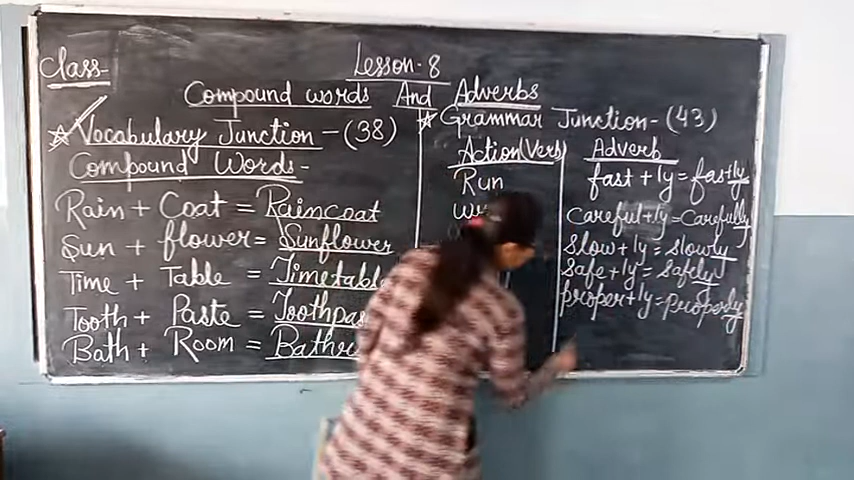 Class-
Lesson-8
Compound words And Adverbs
Vocabulary Junction-(38)
Compound Words-
Rain + Coat = Raincoat
Sun + flower = Sunflower
Time + Table = Timetable
Tooth + Paste =
Bath + Room =
Grammar Junction-(43)
Action(Verb) Adverb
Run fast + ly = fastly
careful+ly=Carefully
Slow+ly=Slowly
Safe+ly=Safely
proper+ly=properly